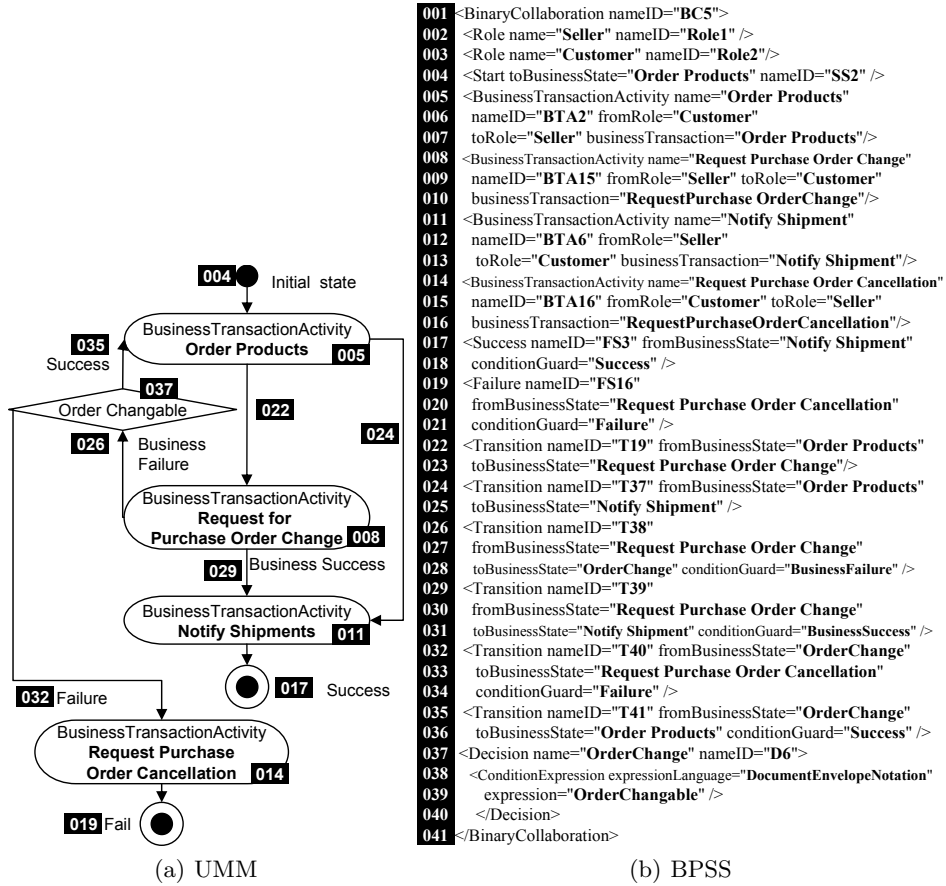 004
Initial state
BusinessTransactionActivity
Order Products
005
035
Success
037
Order Changable
022
024
026
Business
Failure
BusinessTransactionActivity
Request for
Purchase Order Change
008
029
Business Success
BusinessTransactionActivity
Notify Shipments
011
017
Success
032
Failure
BusinessTransactionActivity
Request Purchase
Order Cancellation
014
019
Fail
(a) UMM
001 <BinaryCollaboration nameID="BC5">
002 <Role name="Seller" nameID="Role1" />
003 <Role name="Customer" nameID="Role2"/>
004 <Start toBusinessState="Order Products" nameID="SS2" />
005 <BusinessTransactionActivity name="Order Products"
006 nameID="BTA2" fromRole="Customer"
007 toRole="Seller" businessTransaction="Order Products"/>
008 <BusinessTransactionActivity name="Request Purchase Order Change"
009 nameID="BTA15" fromRole="Seller" toRole="Customer"
010 businessTransaction="RequestPurchase OrderChange"/>
011 <BusinessTransactionActivity name="Notify Shipment"
012 nameID="BTA6" fromRole="Seller"
013 toRole="Customer" businessTransaction="Notify Shipment"/>
014 <BusinessTransactionActivity name="Request Purchase Order Cancellation"
015 nameID="BTA16" fromRole="Customer" toRole="Seller"
016 businessTransaction="RequestPurchaseOrderCancellation"/>
017 <Success nameID="FS3" fromBusinessState="Notify Shipment"
018 conditionGuard="Success" />
019 <Failure nameID="FS16"
020 fromBusinessState="Request Purchase Order Cancellation"
021 conditionGuard="Failure" />
022 <Transition nameID="T19" fromBusinessState="Order Products"
023 toBusinessState="Request Purchase Order Change"/>
024 <Transition nameID="T37" fromBusinessState="Order Products"
025 toBusinessState="Notify Shipment" />
026 <Transition nameID="T38"
027 fromBusinessState="Request Purchase Order Change"
028 toBusinessState="OrderChange" conditionGuard="BusinessFailure" />
029 <Transition nameID="T39"
030 fromBusinessState="Request Purchase Order Change"
031 toBusinessState="Notify Shipment" conditionGuard="BusinessSuccess" />
032 <Transition nameID="T40" fromBusinessState="OrderChange"
033 toBusinessState="Request Purchase Order Cancellation"
034 conditionGuard="Failure" />
035 <Transition nameID="T41" fromBusinessState="OrderChange"
036 toBusinessState="Order Products" conditionGuard="Success" />
037 <Decision name="OrderChange" nameID="D6">
038 <ConditionExpression expressionLanguage="DocumentEnvelopeNotation"
039 expression="OrderChangable" />
040 </Decision>
041 </BinaryCollaboration>
(b) BPSS